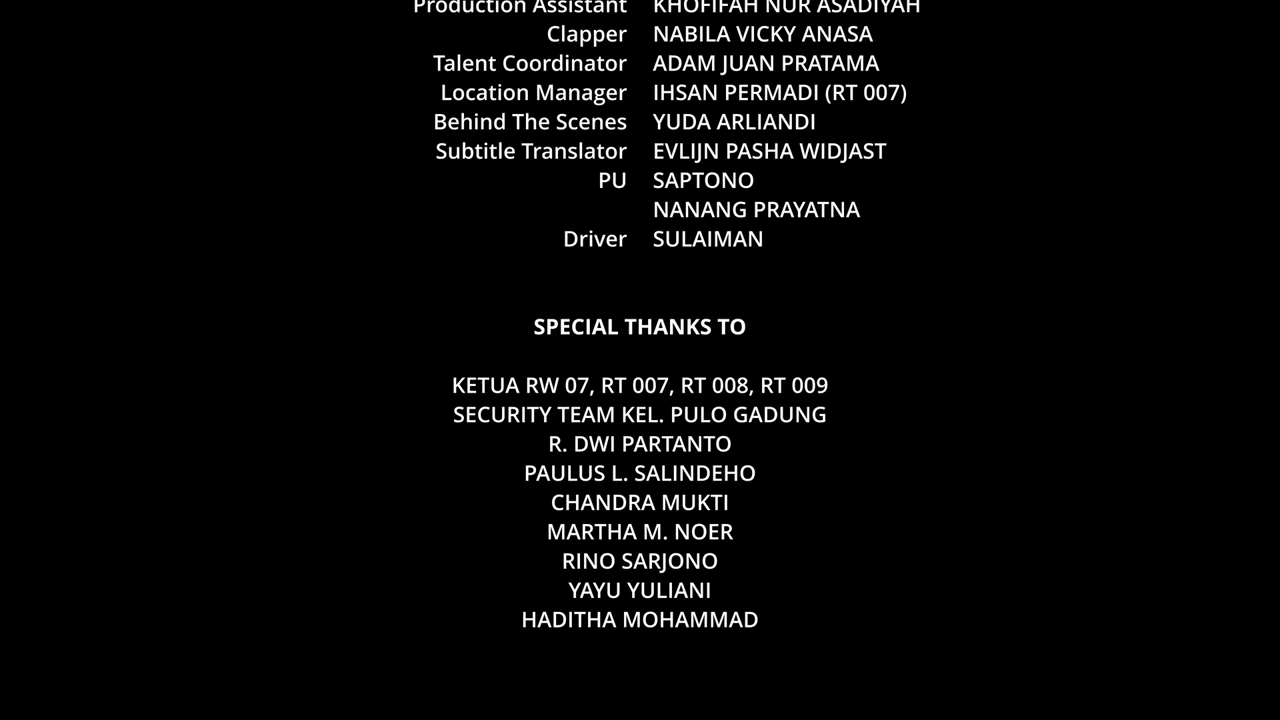 Production Assistant KHOFIFAH NUR ASADIYAH
Clapper NABILA VICKY ANASA
Talent Coordinator ADAM JUAN PRATAMA
Location Manager IHSAN PERMADI (RT 007)
Behind The Scenes YUDA ARLIANDI
Subtitle Translator EVLIJN PASHA WIDJAST
PU SAPTONO
NANANG PRAYATNA
Driver SULAIMAN
SPECIAL THANKS TO
KETUA RW 07, RT 007, RT 008, RT 009
SECURITY TEAM KEL. PULO GADUNG
R. DWI PARTANTO
PAULUS L. SALINDEHO
CHANDRA MUKTI
MARTHA M. NOER
RINO SARJONO
YAYU YULIANI
HADITHA MOHAMMAD